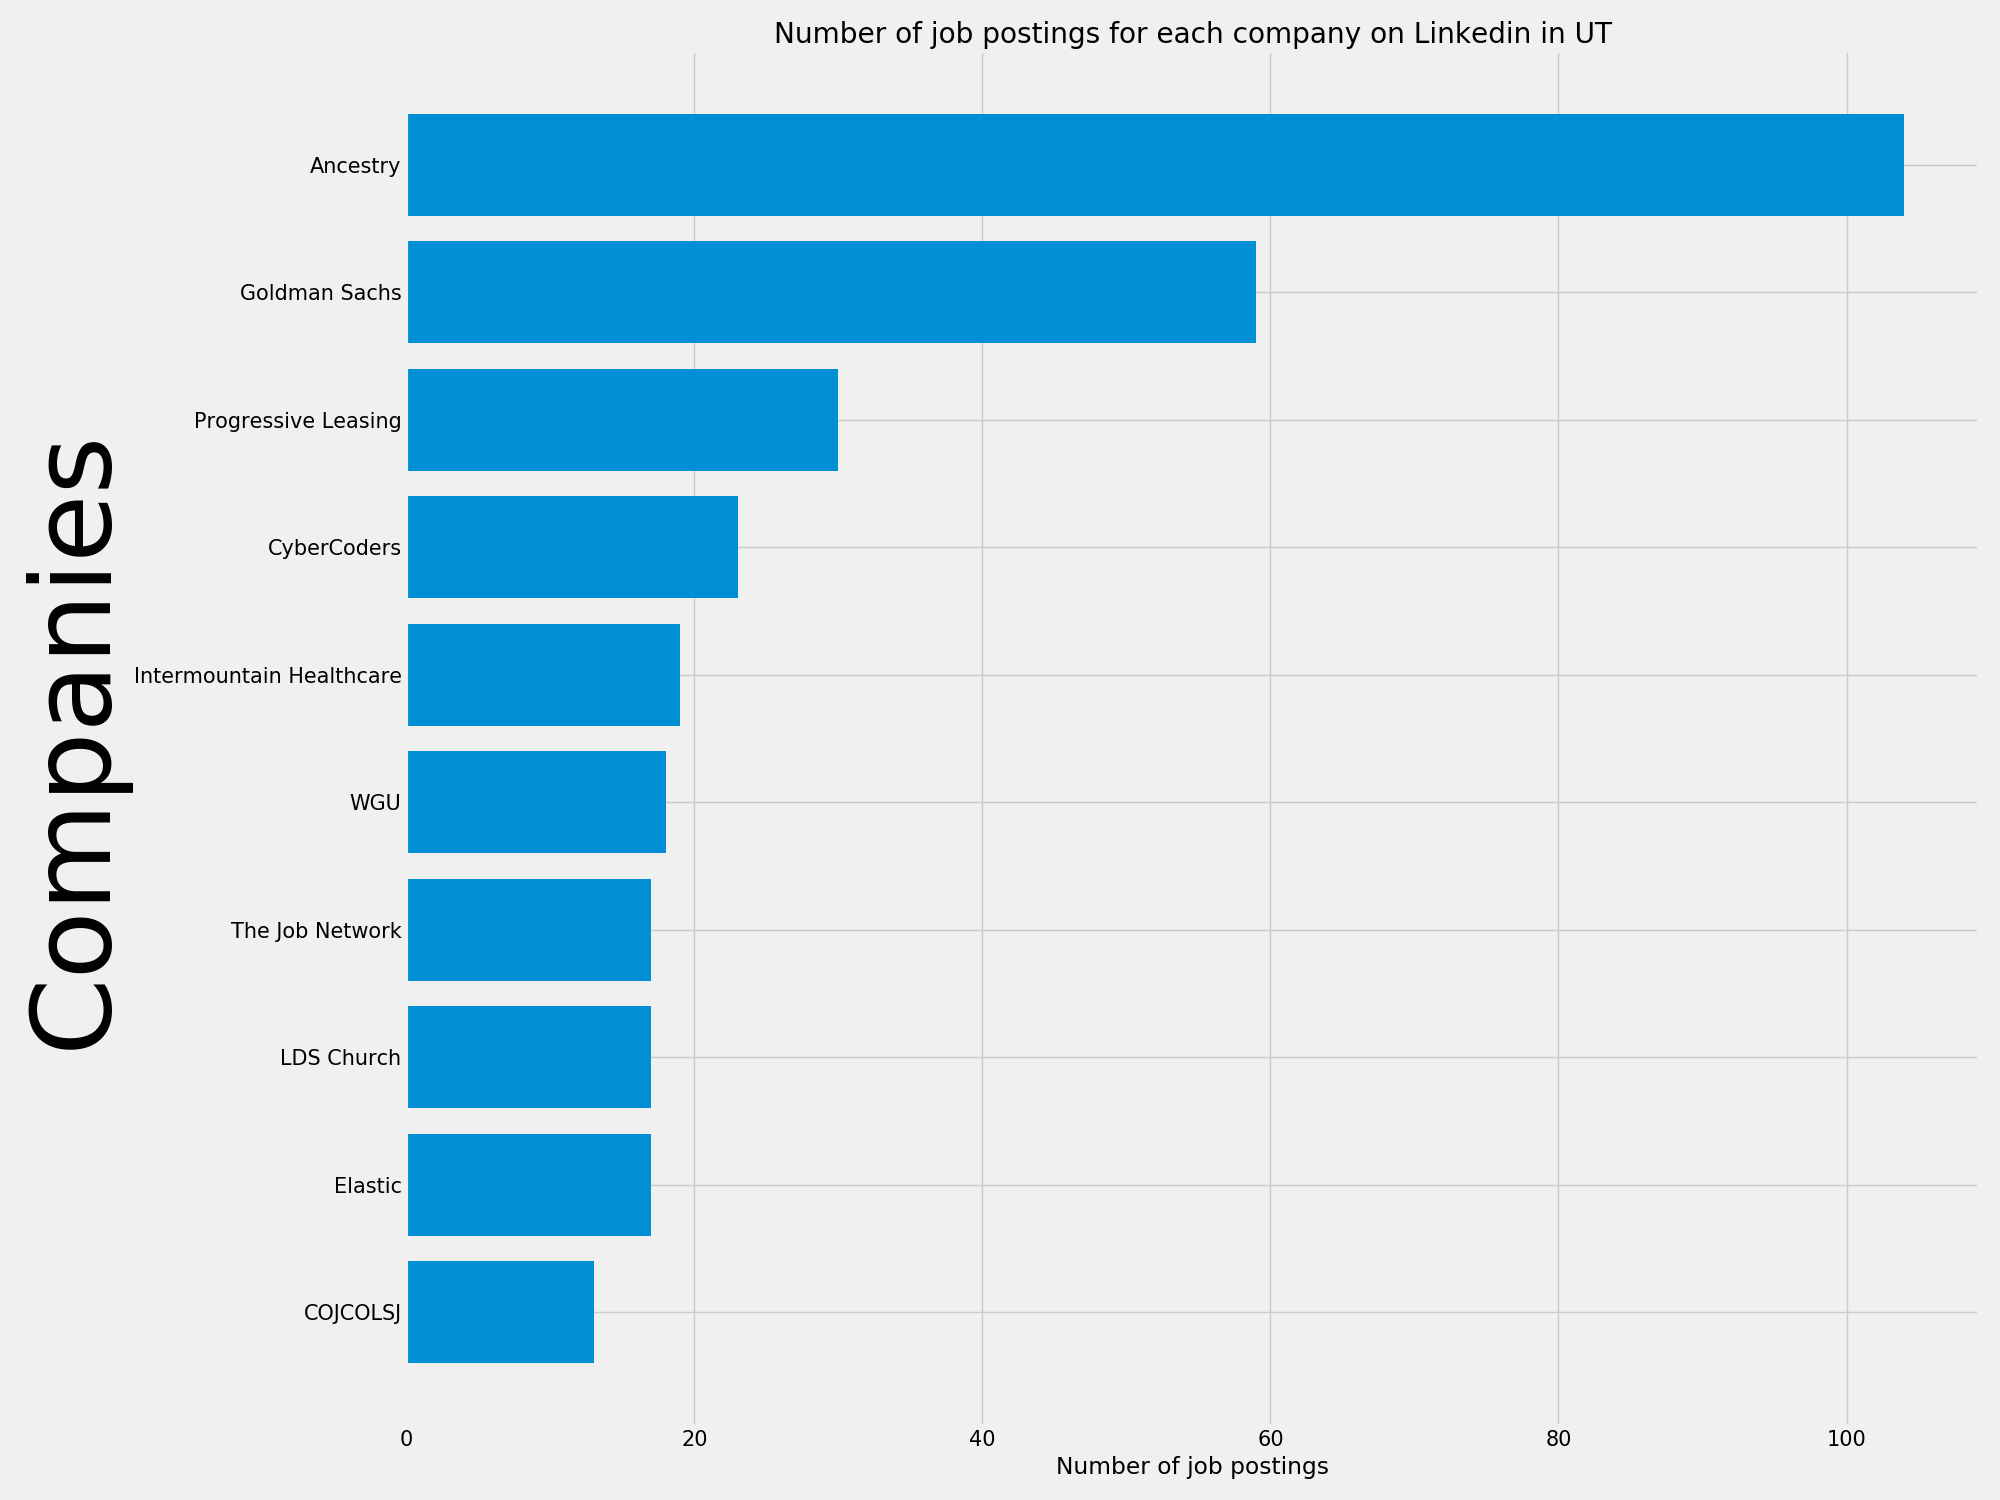 Number of job postings for each company on Linkedin in UT
Companies
Ancestry
Goldman Sachs
Progressive Leasing
CyberCoders
Intermountain Healthcare
WGU
The Job Network
LDS Church
Elastic
COJCOLSJ
0 20 40 60 80 100
Number of job postings